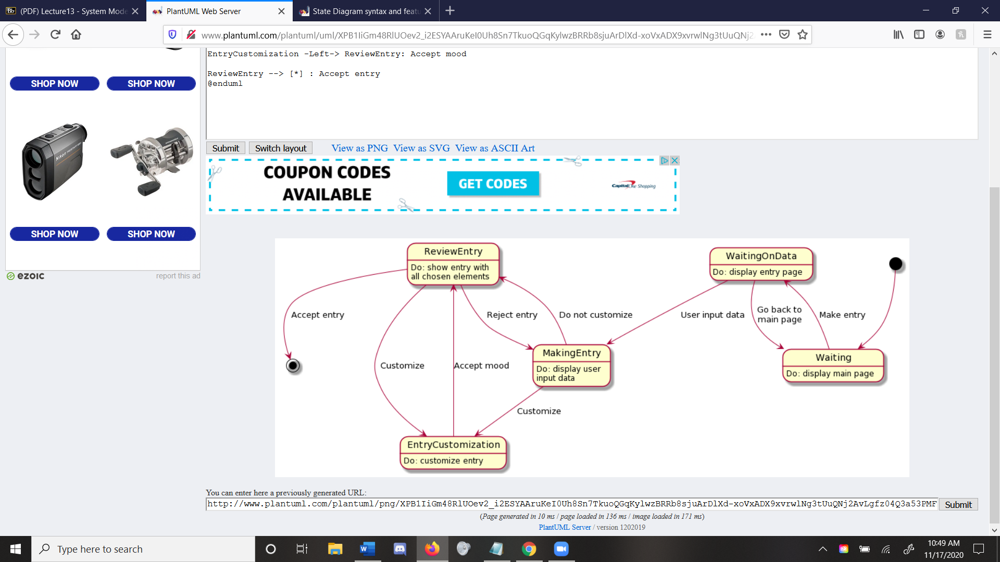 (PDF) Lecture13 - System Mode
PlantUML Web Server
State Diagram syntax and featu
www.plantuml.com/plantuml/uml/XPB1IiGm48RlUOev2_i2ESYAAruKeI0Uh8Sn7TkuoQGqKylwzBRRb8sjuArDlXd-xoVxADX9xvrwlNg3tUuQNj2
EntryCustomization -Left-> ReviewEntry: Accept mood
ReviewEntry --> [*] : Accept entry
@enduml
SHOP NOW
SHOP NOW
Nikon
SHOP NOW
SHOP NOW
ezoic
report this ad
Submit
Switch layout
View as PNG
View as SVG
View as ASCII Art
COUPON CODES
AVAILABLE
GET CODES
CapitalOne Shopping
ReviewEntry
Do: show entry with
all chosen elements
WaitingOnData
Do: display entry page
Accept entry
Reject entry
Do not customize
User input data
Go back to
main page
Make entry
Customize
Accept mood
MakingEntry
Do: display user
input data
Waiting
Do: display main page
Customize
EntryCustomization
Do: customize entry
You can enter here a previously generated URL:
http://www.plantuml.com/plantuml/png/XPB1IiGm48RlUOev2_i2ESYAAruKeI0Uh8Sn7TkuoQGqKylwzBRRb8sjuArDlXd-xoVxADX9xvrwlNg3tUuQNj2AvLgfz04Q3a53PMF
Submit
(Page generated in 10 ms / page loaded in 136 ms / image loaded in 171 ms)
PlantUML Server / version 1202019
Type here to search
10:49 AM
11/17/2020